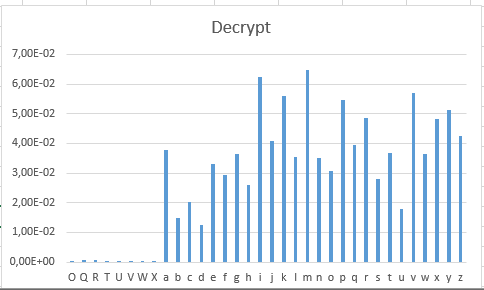 Decrypt
7,00E-02
6,00E-02
5,00E-02
4,00E-02
3,00E-02
2,00E-02
1,00E-02
0,00E+00
O Q R T U V W X a b c d e f g h i j k l m n o p q r s t u v w x y z